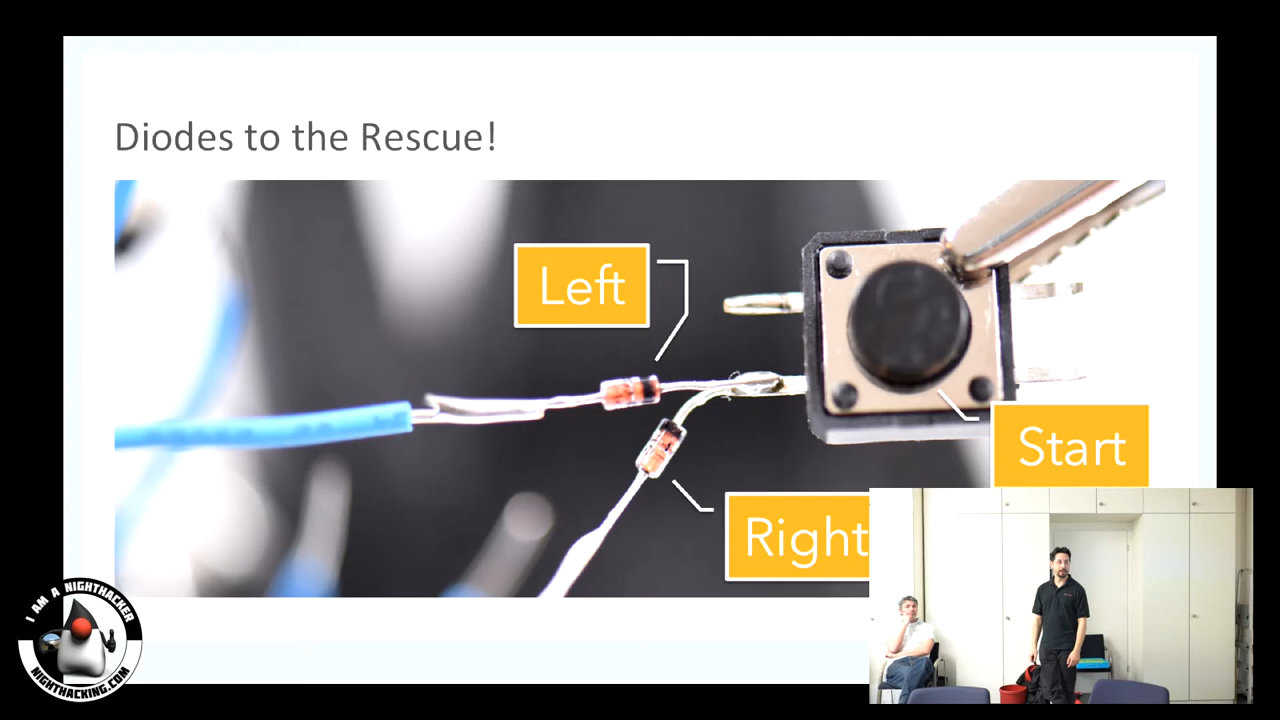 Diodes to the Rescue!
Left
Start
Right
I AM A NIGHTHACKER
NIGHTHACKING.COM